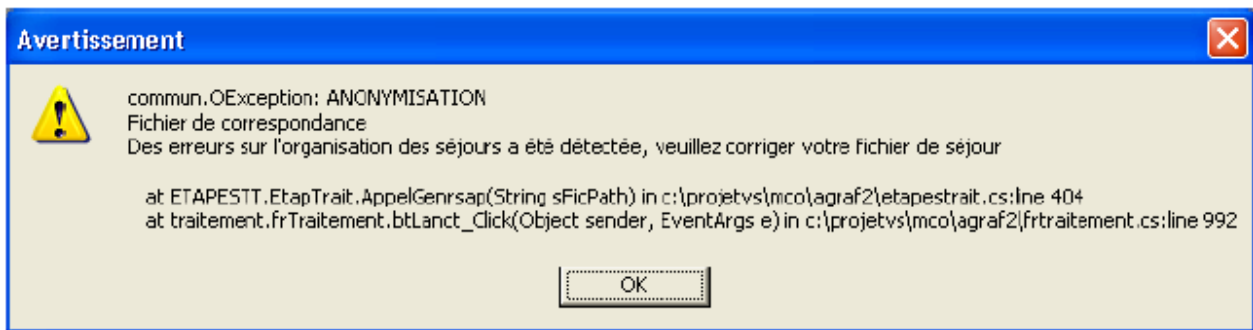 Avertissement
commun.OException: ANONYMISATION
Fichier de correspondance
Des erreurs sur l'organisation des séjours a été détectée, veuillez corriger votre fichier de séjour
at ETAPESTT.EtapTrait.AppelGenrsap(String sFicPath) in c:\projetvs\mco\agraf2\etapestrait.cs:line 404
at traitement.frTraitement.btLanct_Click(Object sender, EventArgs e) in c:\projetvs\mco\agraf2\frtraitement.cs:line 992
OK